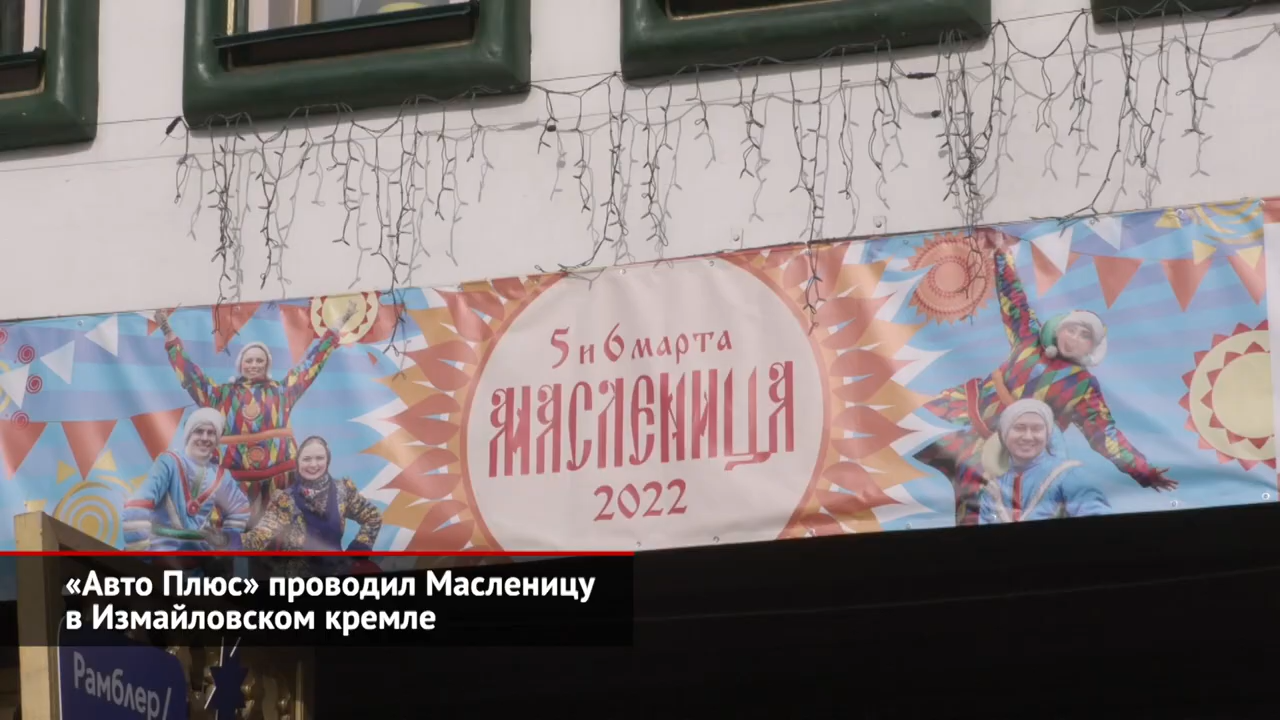 5 и 6 марта
МАСЛЕНИЦА
2022
«Авто Плюс» проводил Масленицу
в Измайловском кремле
Рамблер/